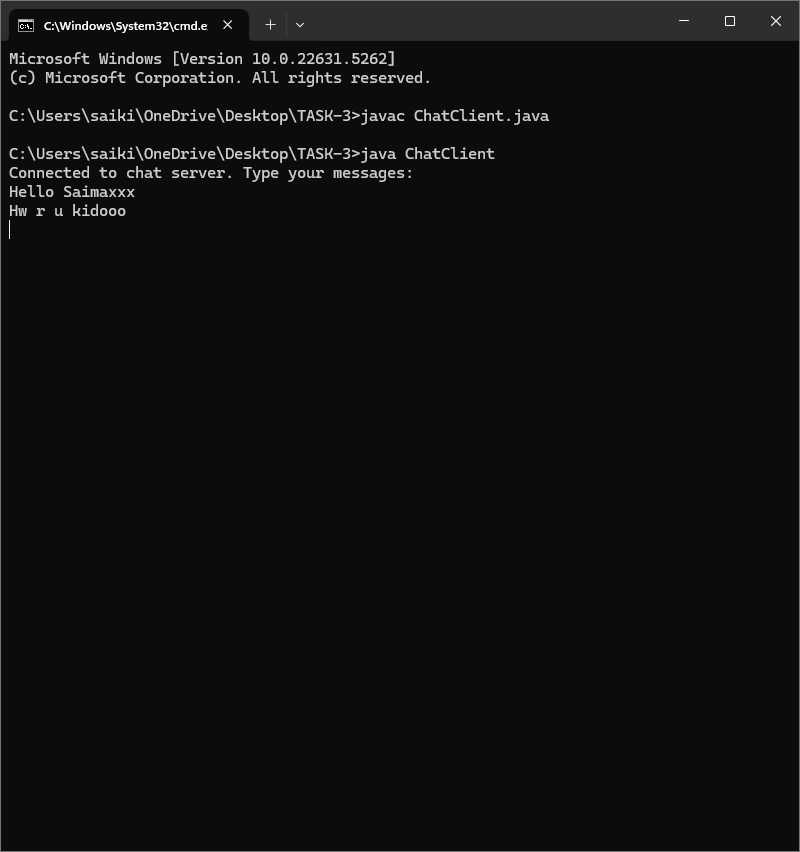 C:\Windows\System32\cmd.e
Microsoft Windows [Version 10.0.22631.5262]
(c) Microsoft Corporation. All rights reserved.
C:\Users\saiki\OneDrive\Desktop\TASK-3>javac ChatClient.java
C:\Users\saiki\OneDrive\Desktop\TASK-3>java ChatClient
Connected to chat server. Type your messages:
Hello Saimaxxx
Hw r u kidooo